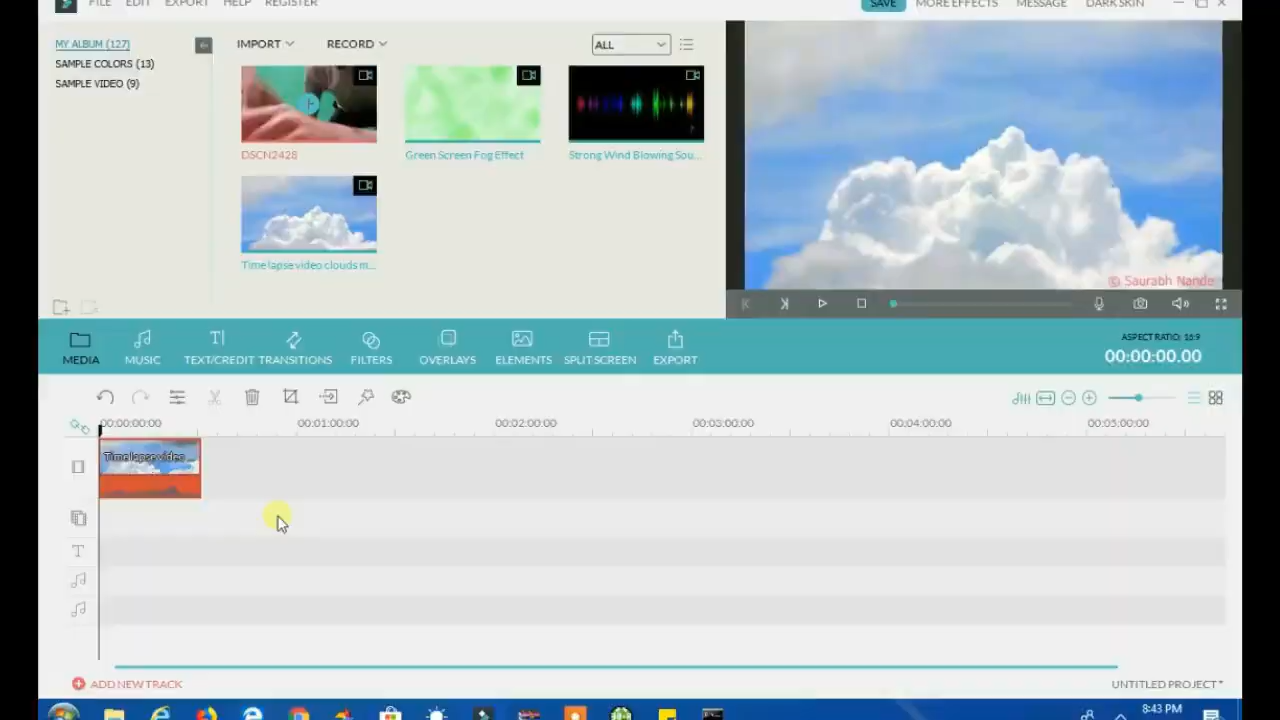 FILE EDIT EXPORT HELP REGISTER
SAVE MORE EFFECTS MESSAGE DARK SKIN
MY ALBUM (127)
SAMPLE COLORS (13)
SAMPLE VIDEO (9)
IMPORT RECORD ALL
DSCN2428 Green Screen Fog Effect Strong Wind Blowing Sou...
Time lapse video clouds m...
© Saurabh Nande
MEDIA MUSIC TEXT/CREDIT TRANSITIONS FILTERS OVERLAYS ELEMENTS SPLIT SCREEN EXPORT
ASPECT RATIO: 16:9
00:00:00.00
00:00:00:00 00:01:00:00 00:02:00:00 00:03:00:00 00:04:00:00 00:05:00:00
Time lapse video ...
T
ADD NEW TRACK
UNTITLED PROJECT*
8:43 PM